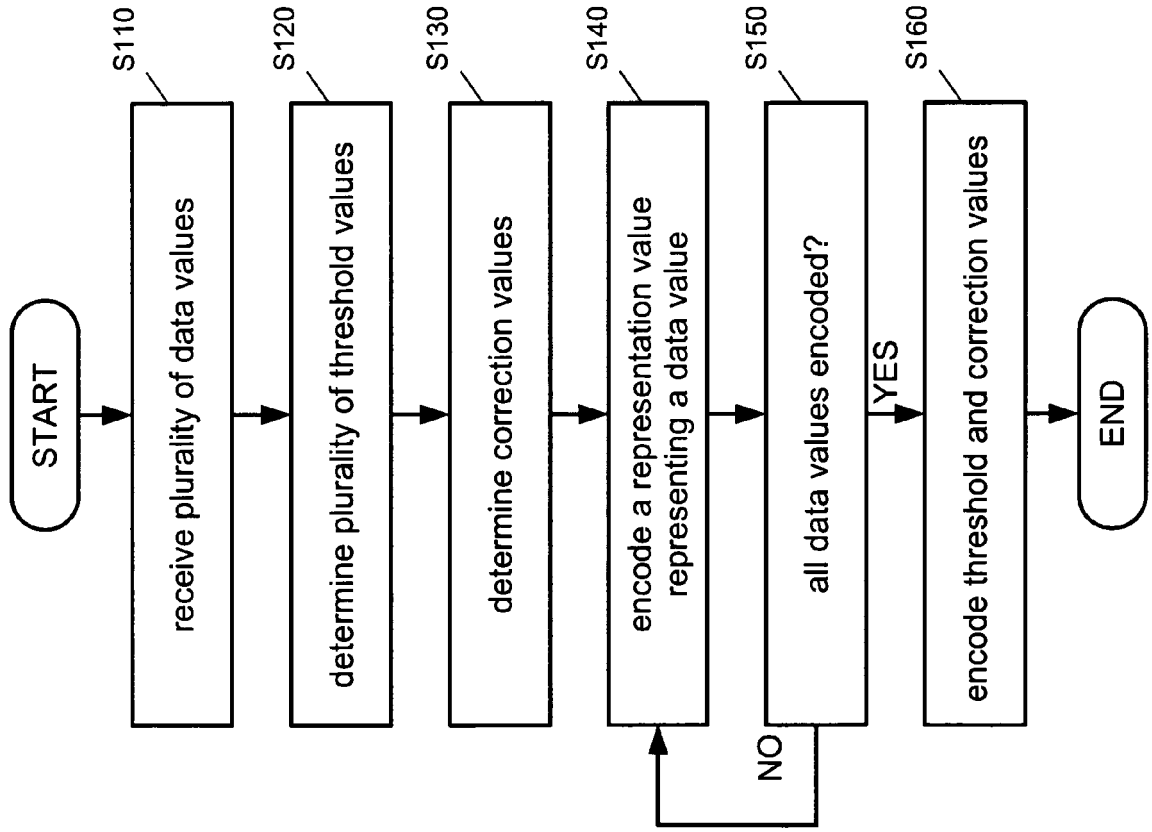 START
S110
receive plurality of data values
S120
determine plurality of threshold values
S130
determine correction values
S140
encode a representation value
representing a data value
S150
all data values encoded?
NO
YES
S160
encode threshold and correction values
END